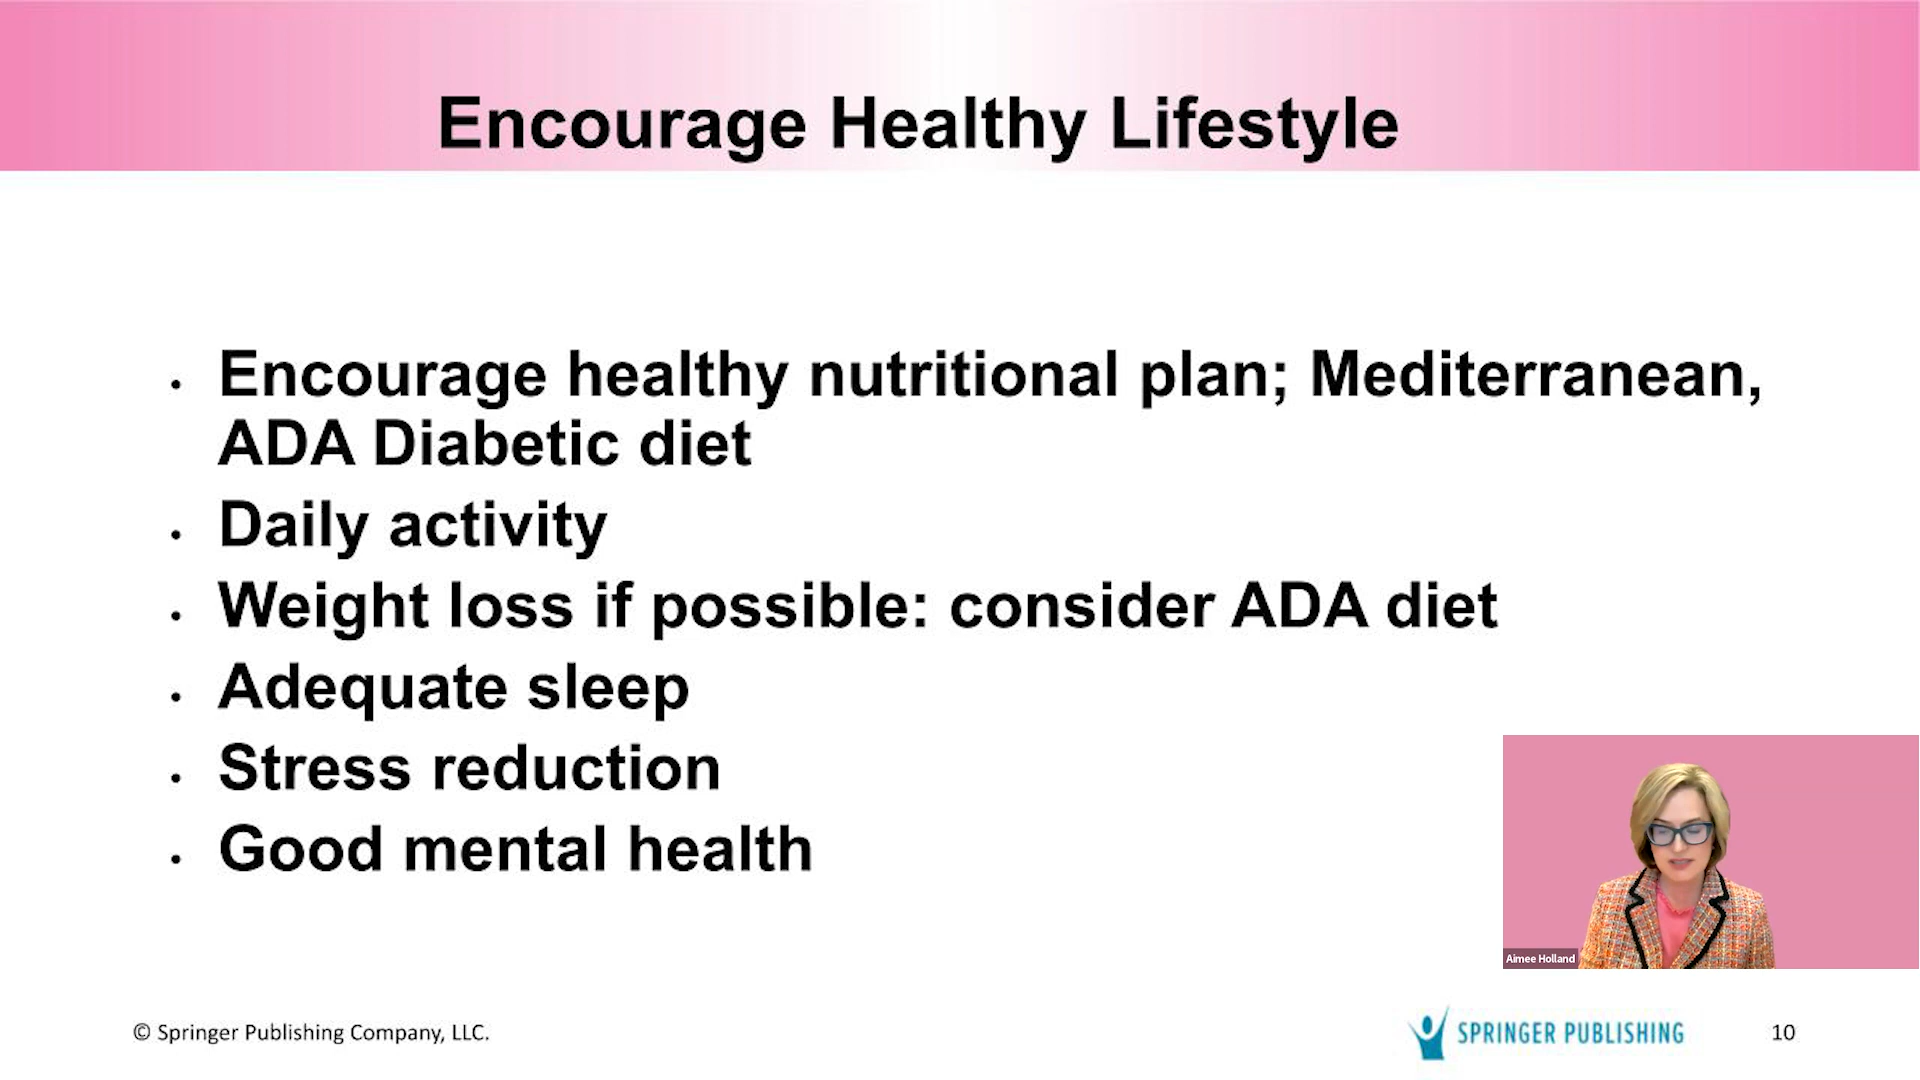 Encourage Healthy Lifestyle
• Encourage healthy nutritional plan; Mediterranean,
ADA Diabetic diet
• Daily activity
• Weight loss if possible: consider ADA diet
• Adequate sleep
• Stress reduction
• Good mental health
Aimee Holland
© Springer Publishing Company, LLC.
SPRINGER PUBLISHING
10